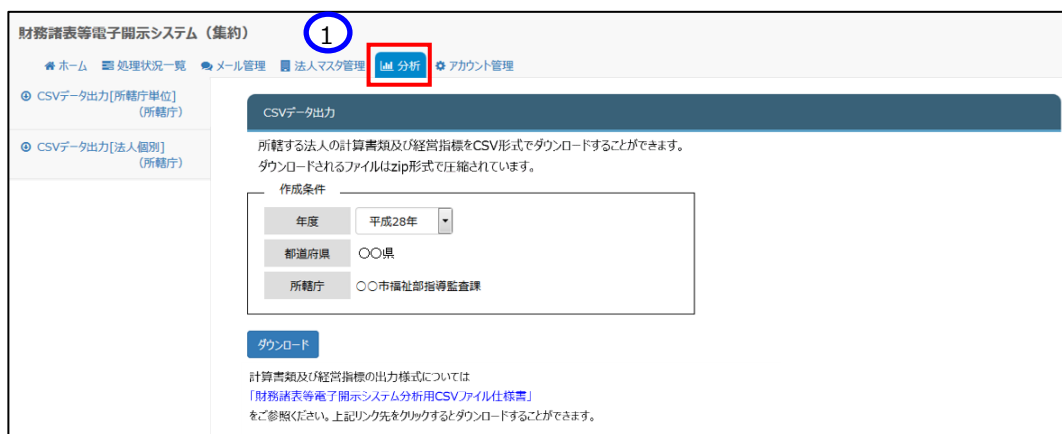 財務諸表等電子開示システム（集約）
1
ホーム 処理状況一覧 メール管理 法人マスタ管理 分析 アカウント管理
CSVデータ出力[所轄庁単位]
（所轄庁）
CSVデータ出力[法人個別]
（所轄庁）
CSVデータ出力
所轄する法人の計算書類及び経営指標をCSV形式でダウンロードすることができます。
ダウンロードされるファイルはzip形式で圧縮されています。
作成条件
年度 平成28年
都道府県 〇〇県
所轄庁 〇〇市福祉部指導監査課
ダウンロード
計算書類及び経営指標の出力様式については
「財務諸表等電子開示システム分析用CSVファイル仕様書」
をご参照ください。上記リンク先をクリックするとダウンロードすることができます。